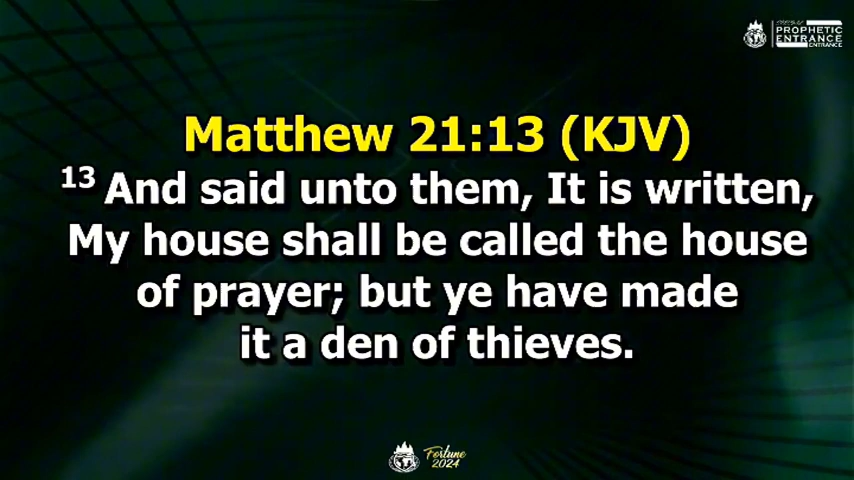 PROPHETIC
ENTRANCE
ENTRANCE
Matthew 21:13 (KJV)
13 And said unto them, It is written,
My house shall be called the house
of prayer; but ye have made
it a den of thieves.
Fortune
2024